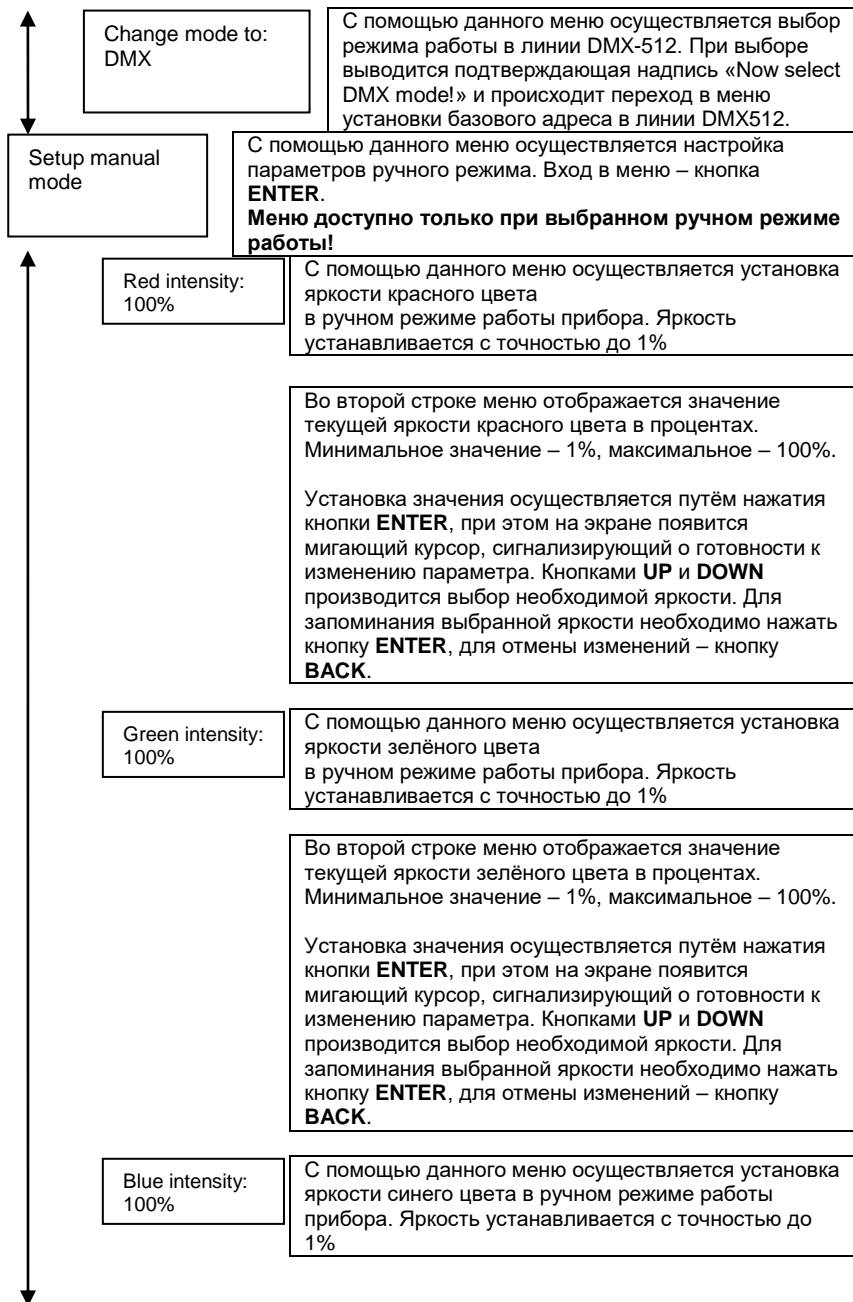 Change mode to:
DMX
С помощью данного меню осуществляется выбор
режима работы в линии DMX-512. При выборе
выводится подтверждающая надпись «Now select
DMX mode!» и происходит переход в меню
установки базового адреса в линии DMX512.
Setup manual
mode
С помощью данного меню осуществляется настройка
параметров ручного режима. Вход в меню – кнопка
ENTER.
Меню доступно только при выбранном ручном режиме
работы!
Red intensity:
100%
С помощью данного меню осуществляется установка
яркости красного цвета
в ручном режиме работы прибора. Яркость
устанавливается с точностью до 1%
Во второй строке меню отображается значение
текущей яркости красного цвета в процентах.
Минимальное значение – 1%, максимальное – 100%.
Установка значения осуществляется путём нажатия
кнопки ENTER, при этом на экране появится
мигающий курсор, сигнализирующий о готовности к
изменению параметра. Кнопками UP и DOWN
производится выбор необходимой яркости. Для
запоминания выбранной яркости необходимо нажать
кнопку ENTER, для отмены изменений – кнопку
BACK.
Green intensity:
100%
С помощью данного меню осуществляется установка
яркости зелёного цвета
в ручном режиме работы прибора. Яркость
устанавливается с точностью до 1%
Во второй строке меню отображается значение
текущей яркости зелёного цвета в процентах.
Минимальное значение – 1%, максимальное – 100%.
Установка значения осуществляется путём нажатия
кнопки ENTER, при этом на экране появится
мигающий курсор, сигнализирующий о готовности к
изменению параметра. Кнопками UP и DOWN
производится выбор необходимой яркости. Для
запоминания выбранной яркости необходимо нажать
кнопку ENTER, для отмены изменений – кнопку
BACK.
Blue intensity:
100%
С помощью данного меню осуществляется установка
яркости синего цвета в ручном режиме работы
прибора. Яркость устанавливается с точностью до
1%